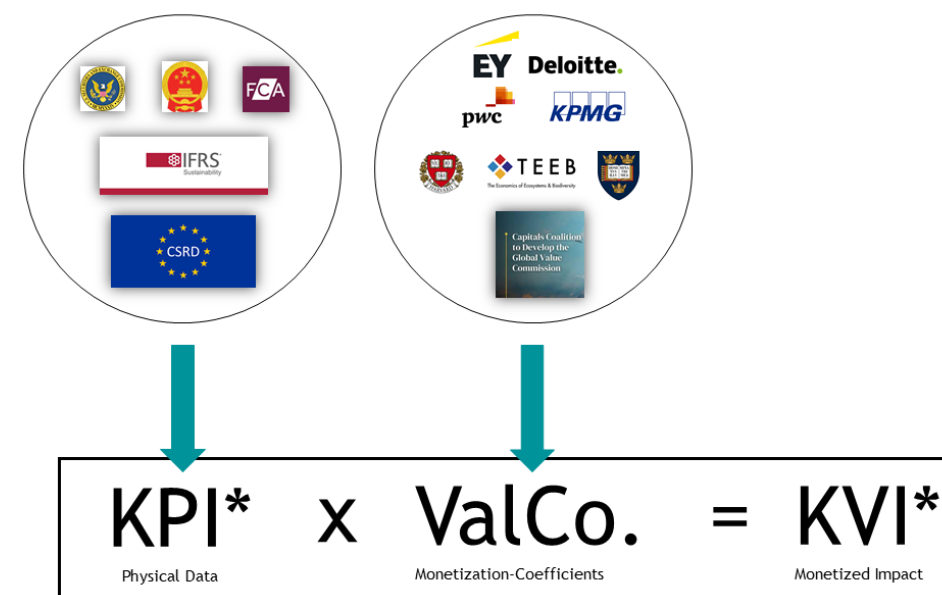 EY Deloitte.
FCA
pwc KPMG
IFRS
Sustainability
TEEB
The Economics of Ecosystems & Biodiversity
CSRD
Capitals Coalition
to Develop the
Global Value
Commission
KPI* x ValCo. = KVI*
Physical Data Monetization-Coefficients Monetized Impact